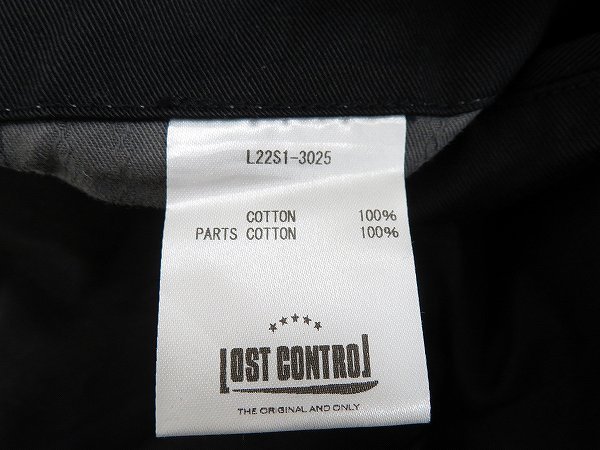 L22S1-3025
COTTON 100%
PARTS COTTON 100%
LOST CONTROL
THE ORIGINAL AND ONLY